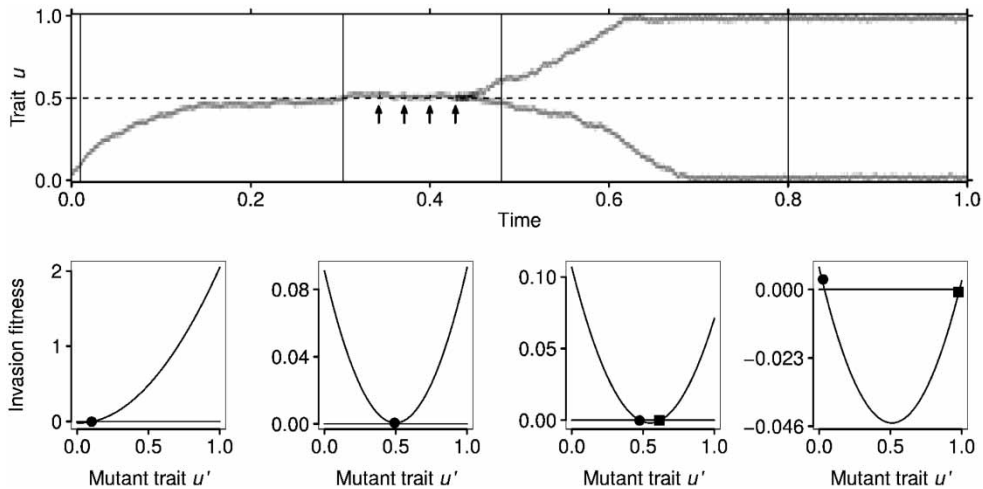 1.0
Trait u
0.5
0.0
0.0 0.2 0.4 0.6 0.8 1.0
Time
Invasion fitness
2
1
0
0.0 0.5 1.0
Mutant trait u'
0.08
0.04
0.00
0.0 0.5 1.0
Mutant trait u'
0.10
0.05
0.00
0.0 0.5 1.0
Mutant trait u'
0.000
−0.023
−0.046
0.0 0.5 1.0
Mutant trait u'